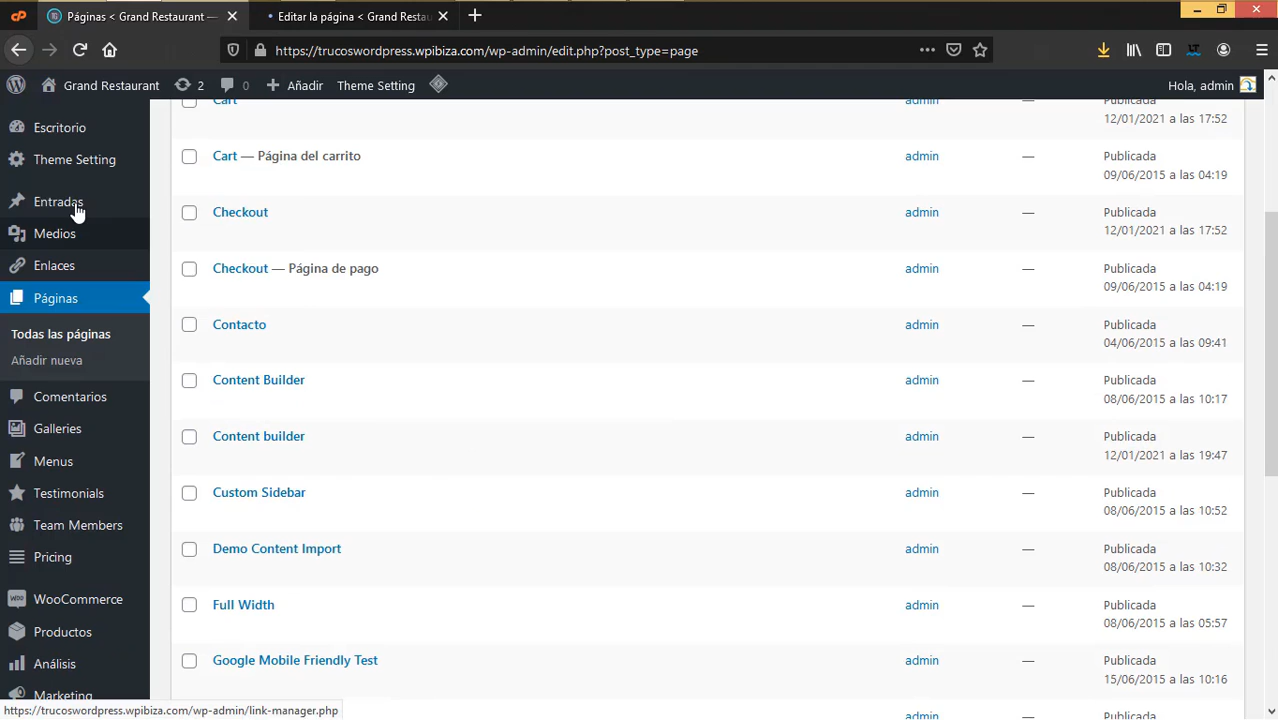 Páginas < Grand Restaurant —
Editar la página < Grand Restau
https://trucoswordpress.wpibiza.com/wp-admin/edit.php?post_type=page
Grand Restaurant
2
0
Añadir
Theme Setting
Hola, admin
Escritorio
Theme Setting
Entradas
Medios
Enlaces
Páginas
Todas las páginas
Añadir nueva
Comentarios
Galleries
Menus
Testimonials
Team Members
Pricing
WooCommerce
Productos
Análisis
Marketing
Cart admin — Publicada
12/01/2021 a las 17:52
Cart — Página del carrito admin — Publicada
09/06/2015 a las 04:19
Checkout admin — Publicada
12/01/2021 a las 17:52
Checkout — Página de pago admin — Publicada
09/06/2015 a las 04:19
Contacto admin — Publicada
04/06/2015 a las 09:41
Content Builder admin — Publicada
08/06/2015 a las 10:17
Content builder admin — Publicada
12/01/2021 a las 19:47
Custom Sidebar admin — Publicada
08/06/2015 a las 10:52
Demo Content Import admin — Publicada
08/06/2015 a las 10:32
Full Width admin — Publicada
08/06/2015 a las 05:57
Google Mobile Friendly Test admin — Publicada
15/06/2015 a las 10:16
admin — Publicada
https://trucoswordpress.wpibiza.com/wp-admin/link-manager.php